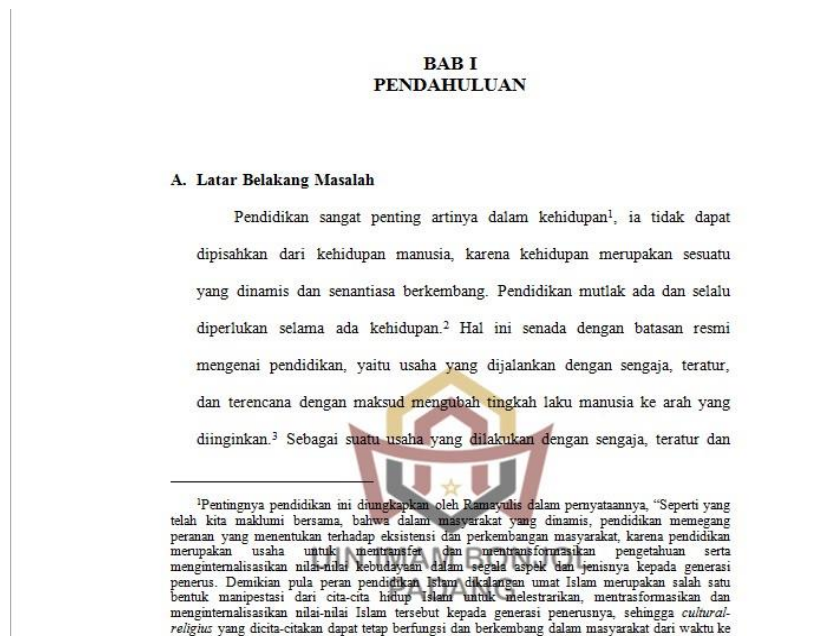 BAB I
PENDAHULUAN
A. Latar Belakang Masalah
Pendidikan sangat penting artinya dalam kehidupan¹, ia tidak dapat
dipisahkan dari kehidupan manusia, karena kehidupan merupakan sesuatu
yang dinamis dan senantiasa berkembang. Pendidikan mutlak ada dan selalu
diperlukan selama ada kehidupan.² Hal ini senada dengan batasan resmi
mengenai pendidikan, yaitu usaha yang dijalankan dengan sengaja, teratur,
dan terencana dengan maksud mengubah tingkah laku manusia ke arah yang
diinginkan.³ Sebagai suatu usaha yang dilakukan dengan sengaja, teratur dan
¹Pentingnya pendidikan ini diungkapkan oleh Ramayulis dalam pernyataannya, “Seperti yang
telah kita maklumi bersama, bahwa dalam masyarakat yang dinamis, pendidikan memegang
peranan yang menentukan terhadap eksistensi dan perkembangan masyarakat, karena pendidikan
merupakan usaha untuk mentransfer dan mentransformasikan pengetahuan serta
menginternalisasikan nilai-nilai kebudayaan dalam segala aspek dan jenisnya kepada generasi
penerus. Demikian pula peran pendidikan Islam dikalangan umat Islam merupakan salah satu
bentuk manipestasi dari cita-cita hidup Islam untuk melestrarikan, mentrasformasikan dan
menginternalisasikan nilai-nilai Islam tersebut kepada generasi penerusnya, sehingga cultural-
religius yang dicita-citakan dapat tetap berfungsi dan berkembang dalam masyarakat dari waktu ke
UIN IMAM BONJOL
PADANG